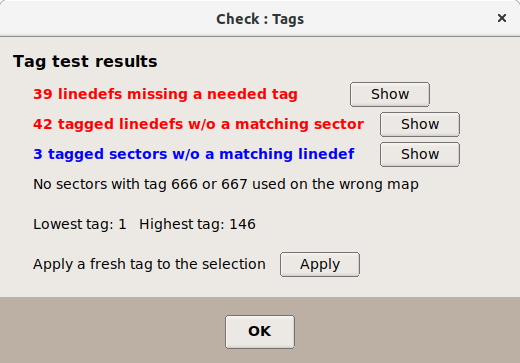 Check : Tags
Tag test results
39 linedefs missing a needed tag Show
42 tagged linedefs w/o a matching sector Show
3 tagged sectors w/o a matching linedef Show
No sectors with tag 666 or 667 used on the wrong map
Lowest tag: 1 Highest tag: 146
Apply a fresh tag to the selection Apply
OK